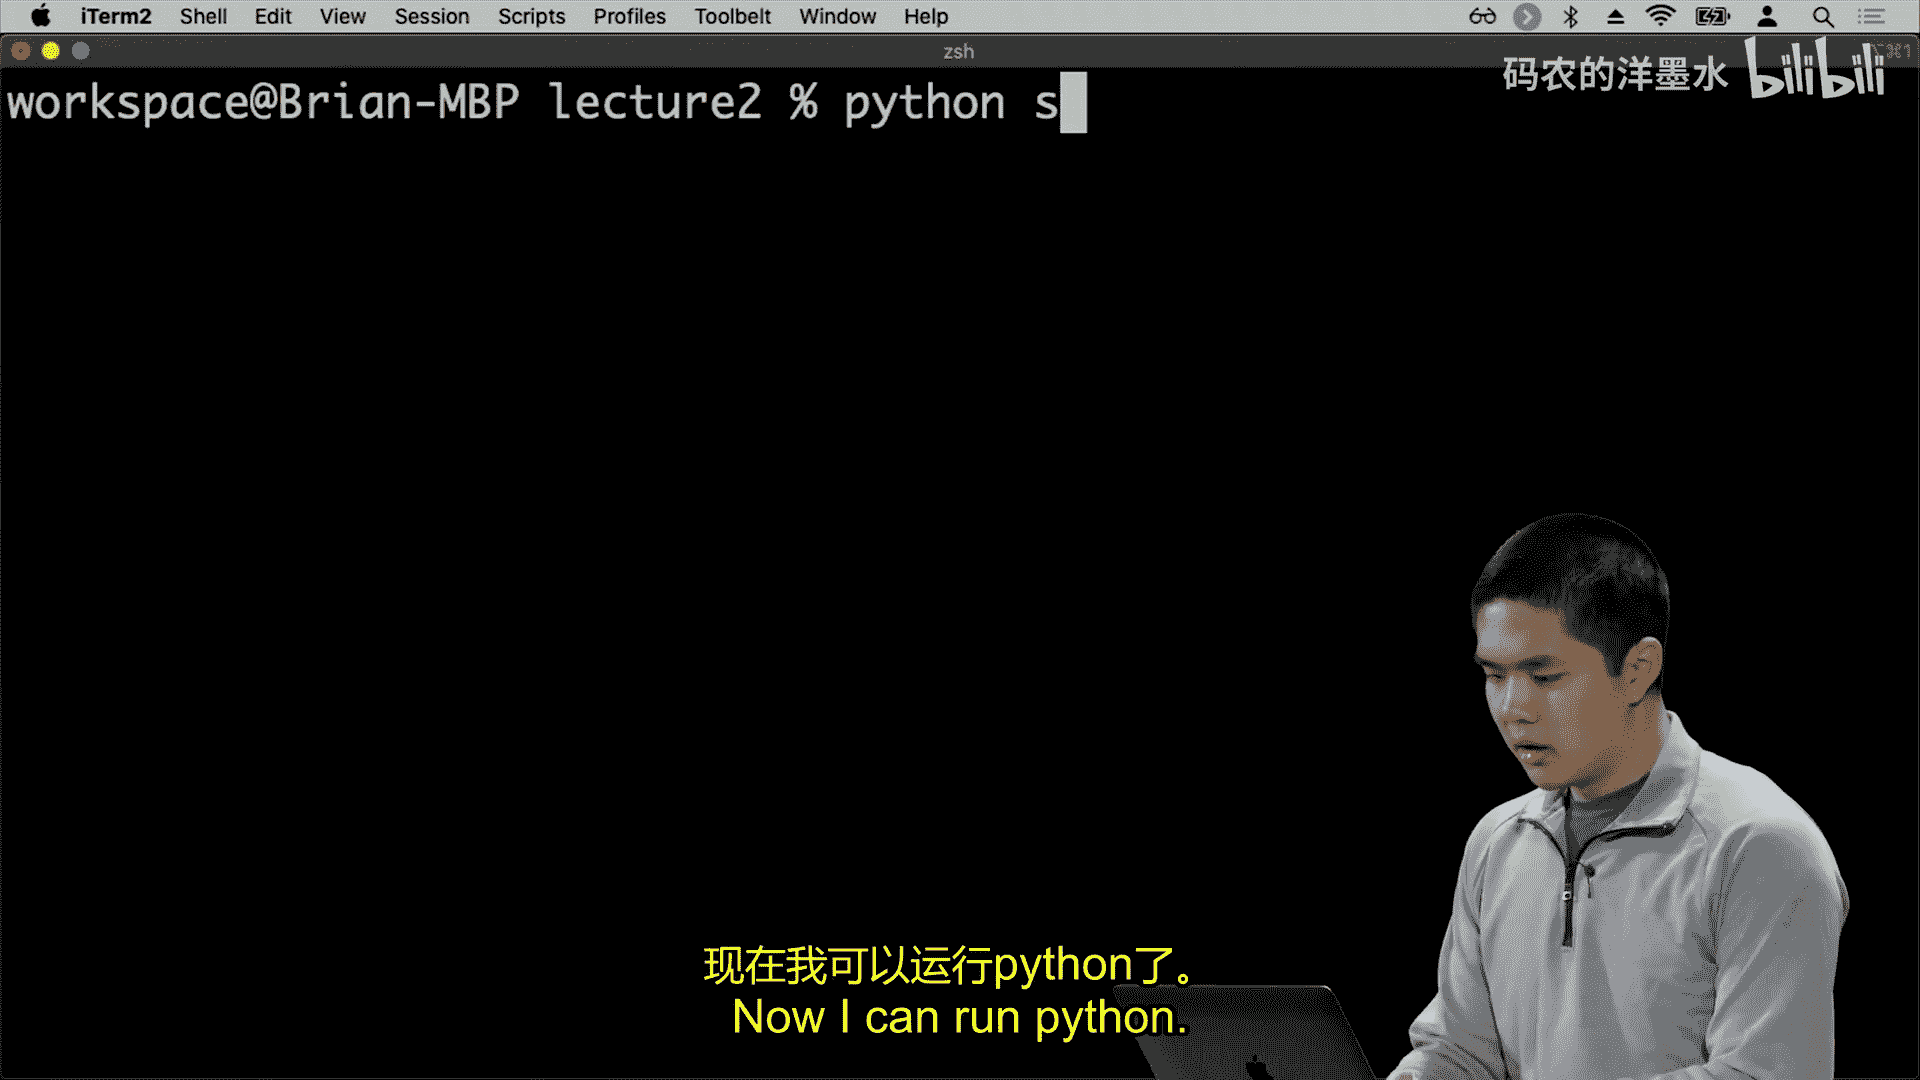 iTerm2 Shell Edit View Session Scripts Profiles Toolbelt Window Help
zsh
⌥⌘1
码农的洋墨水 bilibili
workspace@Brian-MBP lecture2 % python s
现在我可以运行python了。
Now I can run python.